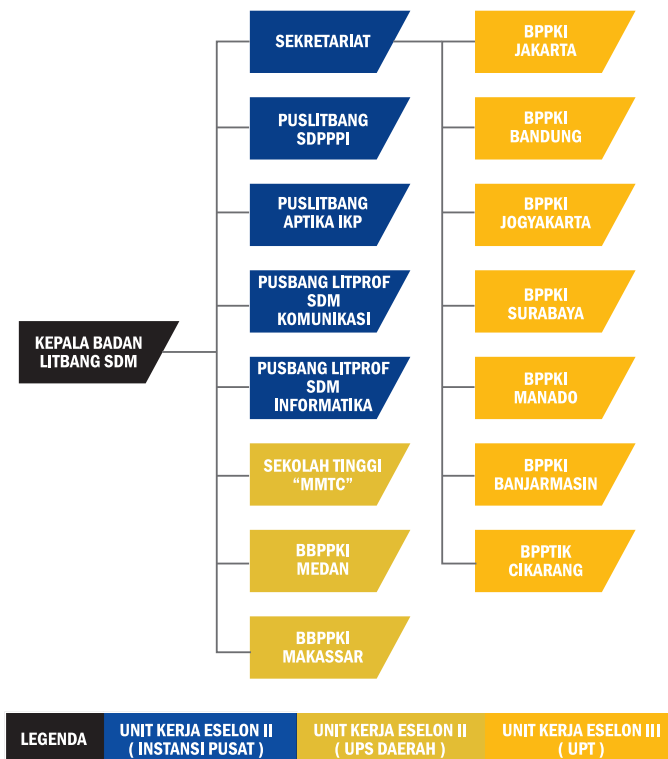 KEPALA BADAN
LITBANG SDM
SEKRETARIAT
PUSLITBANG
SDPPPI
PUSLITBANG
APTIKA IKP
PUSBANG LITPROF
SDM
KOMUNIKASI
PUSBANG LITPROF
SDM
INFORMATIKA
SEKOLAH TINGGI
“MMTC”
BBPPKI
MEDAN
BBPPKI
MAKASSAR
BPPKI
JAKARTA
BPPKI
BANDUNG
BPPKI
JOGYAKARTA
BPPKI
SURABAYA
BPPKI
MANADO
BPPKI
BANJARMASIN
BPPTIK
CIKARANG
LEGENDA
UNIT KERJA ESELON II
( INSTANSI PUSAT )
UNIT KERJA ESELON II
( UPS DAERAH )
UNIT KERJA ESELON III
( UPT )